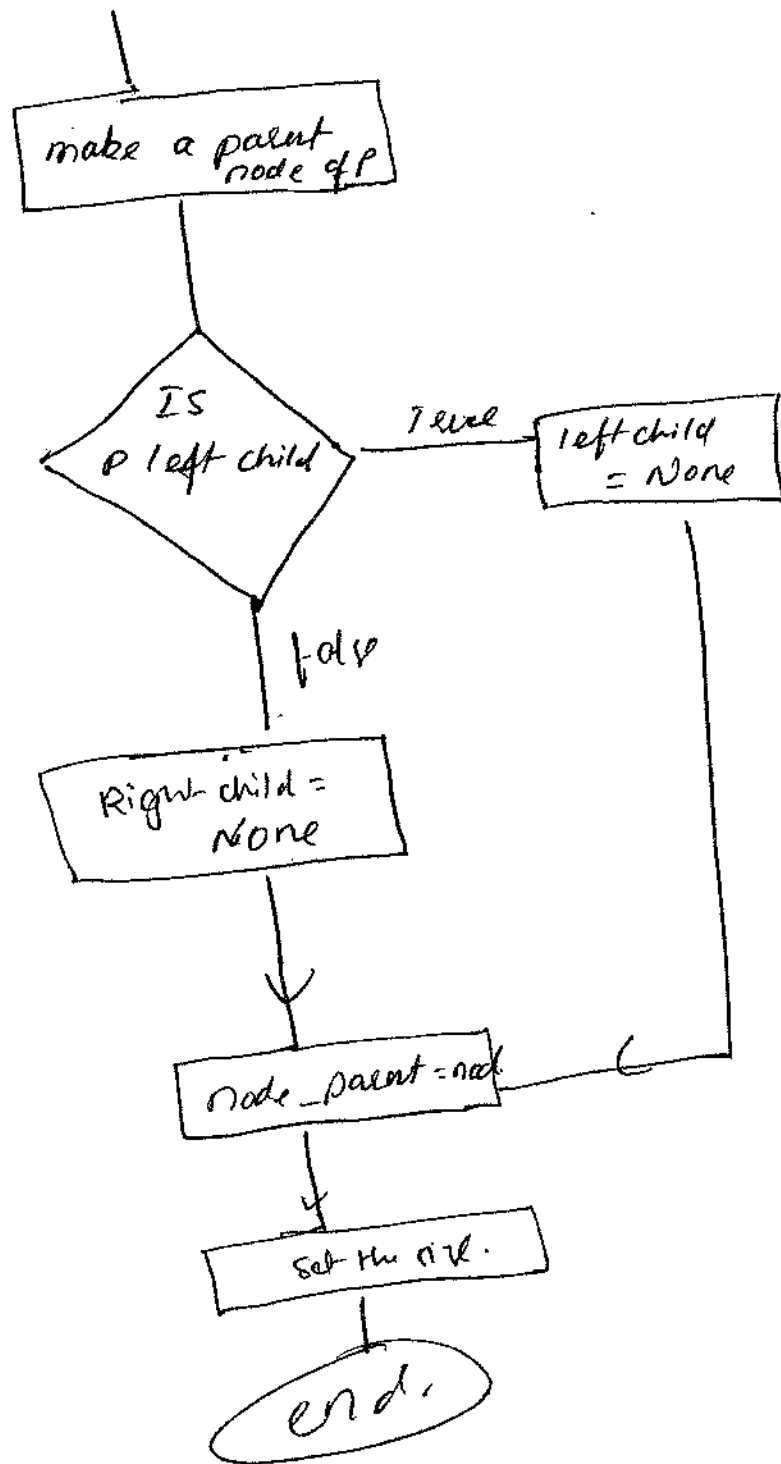 make a parent
node of P
Is
P left child
True
left child
= None
false
Right child =
None
node_parent = nod
Set the size.
end.